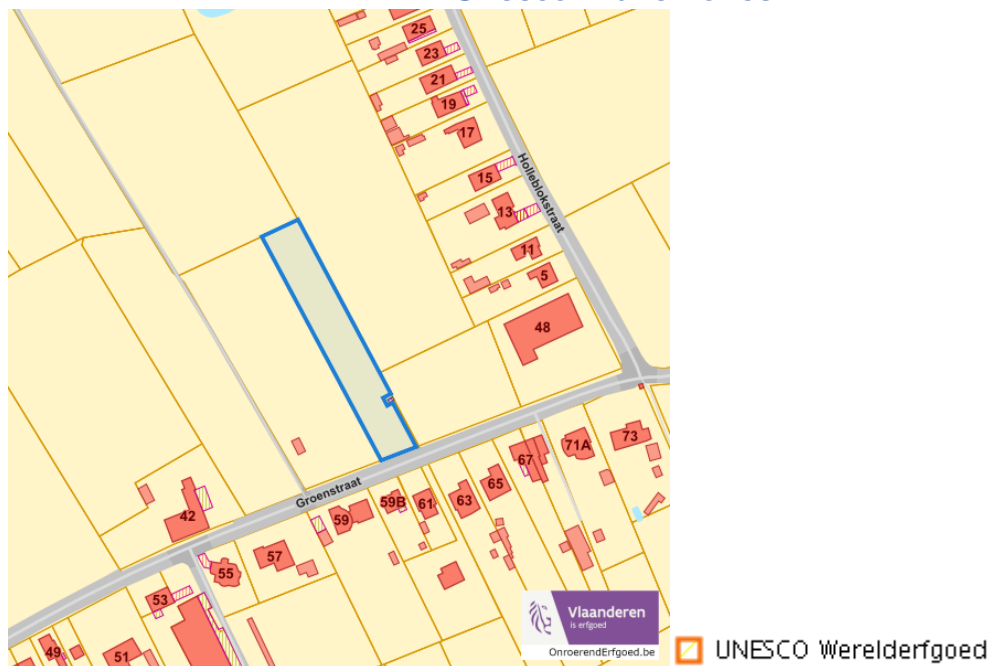 25
23
21
19
17
Holleblokstraat
15
13
11
5
48
73
71A
67
65
63
61
59B
59
Groenstraat
42
57
55
53
51
49
Vlaanderen
is erfgoed
OnroerendErfgoed.be
UNESCO Werelderfgoed